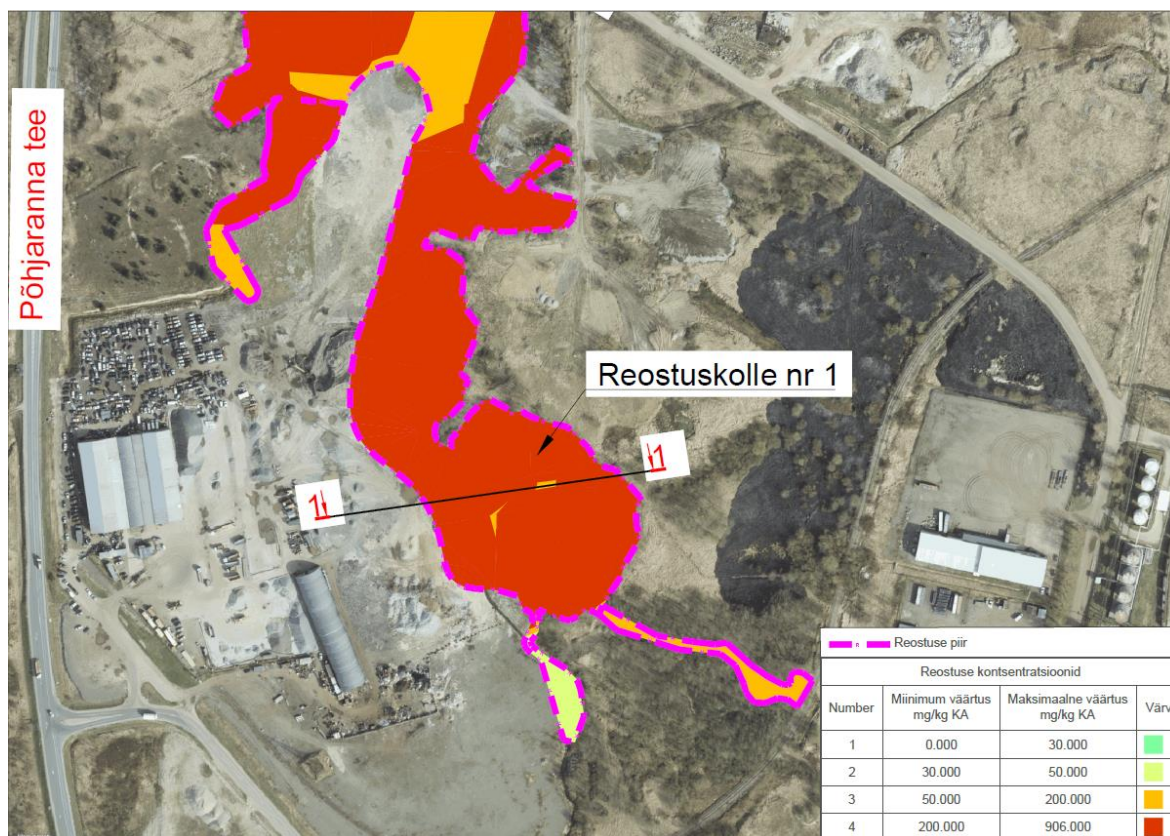 Põhjaranna tee
Reostuskolle nr 1
1
1
R Reostuse piir
Reostuse kontsentratsioonid
Number Miinimum väärtus mg/kg KA Maksimaalne väärtus mg/kg KA Värv
1 0.000 30.000
2 30.000 50.000
3 50.000 200.000
4 200.000 906.000